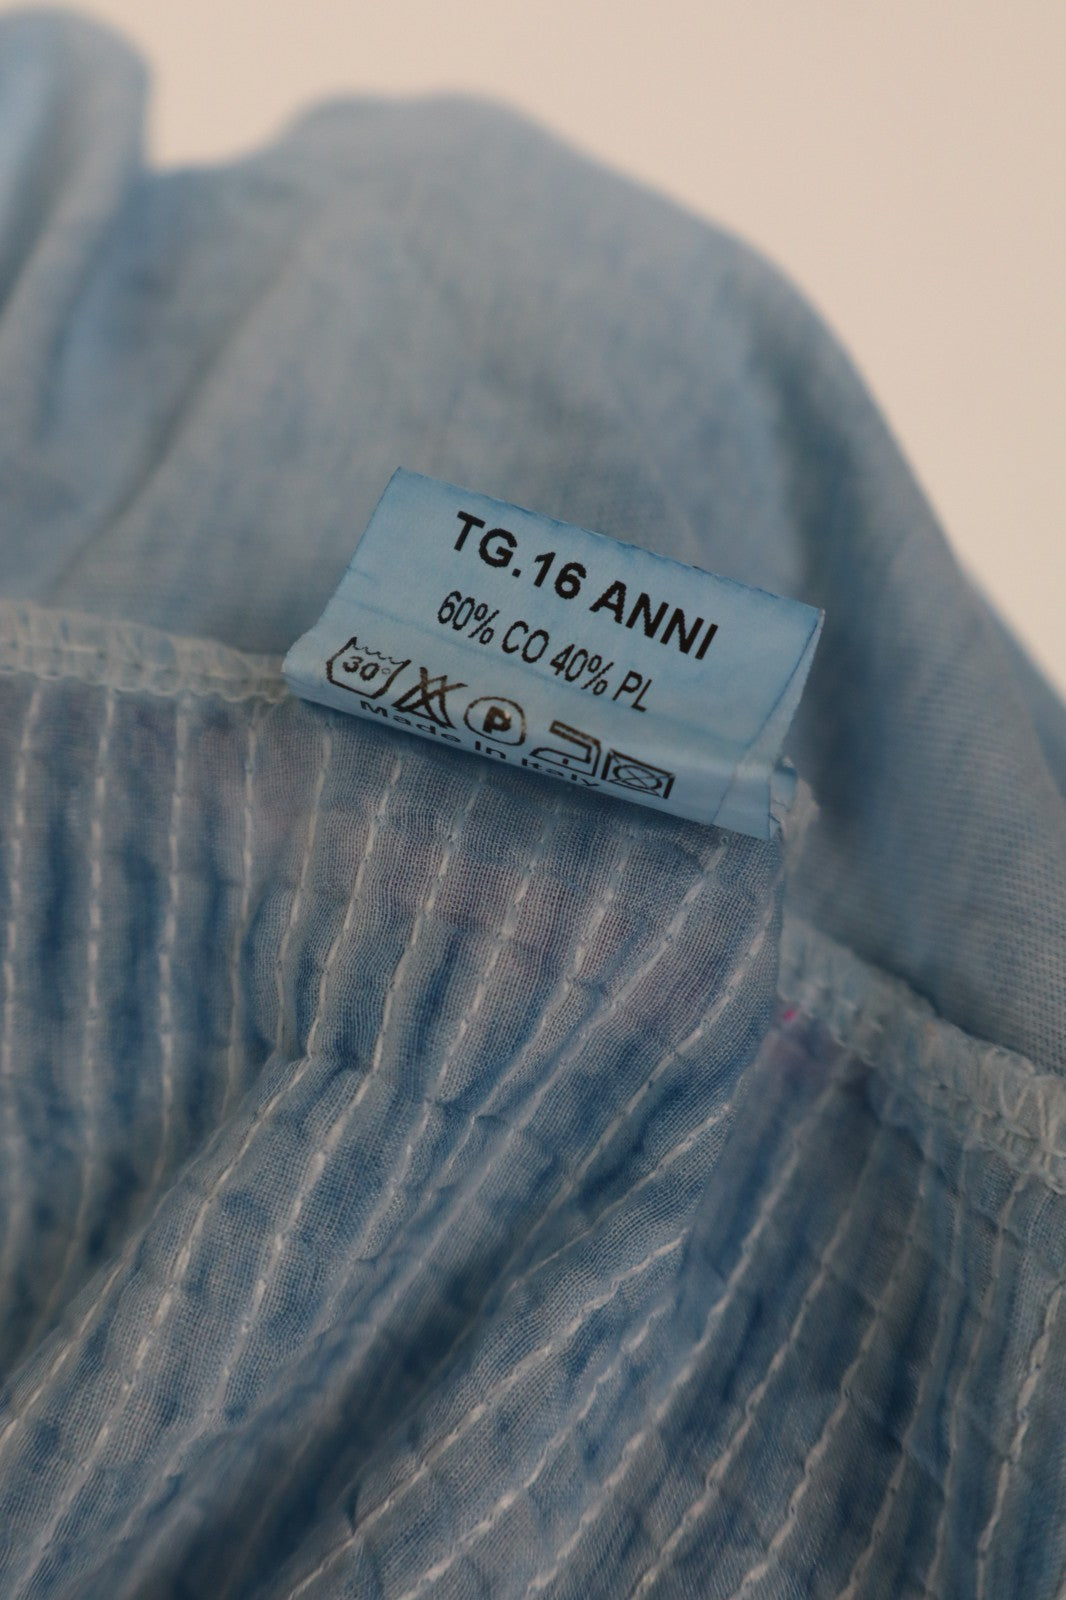 TG.16 ANNI
60% CO 40% PL
30° P
Made in Italy